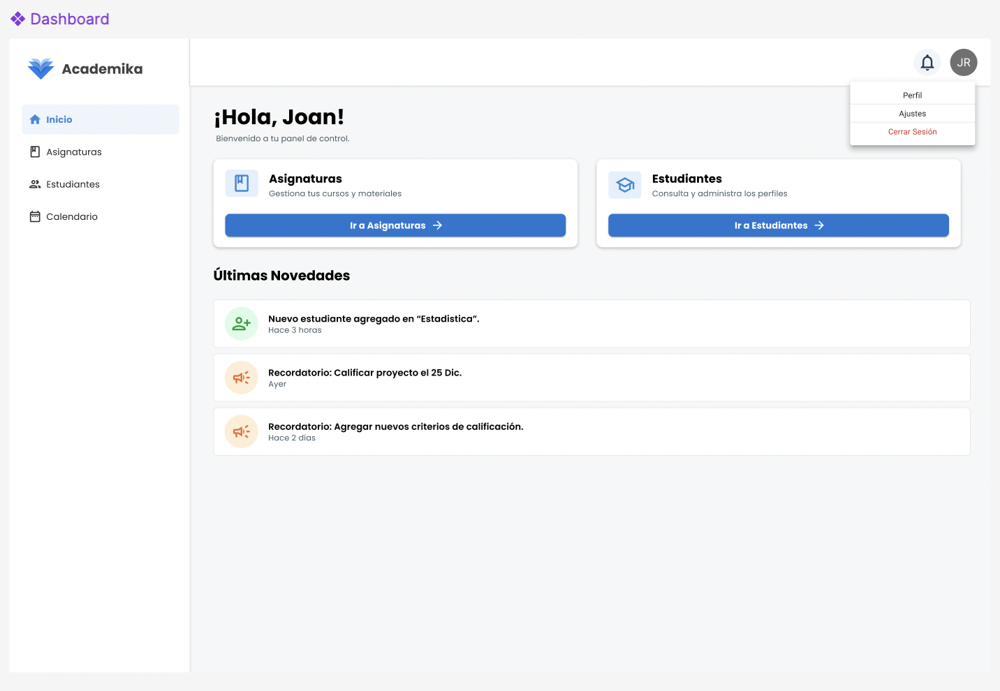 Dashboard
Academika
JR
Perfil
Ajustes
Cerrar Sesión
Inicio
Asignaturas
Estudiantes
Calendario
¡Hola, Joan!
Bienvenido a tu panel de control.
Asignaturas
Gestiona tus cursos y materiales
Ir a Asignaturas
Estudiantes
Consulta y administra los perfiles
Ir a Estudiantes
Últimas Novedades
Nuevo estudiante agregado en “Estadistica”.
Hace 3 horas
Recordatorio: Calificar proyecto el 25 Dic.
Ayer
Recordatorio: Agregar nuevos criterios de calificación.
Hace 2 días